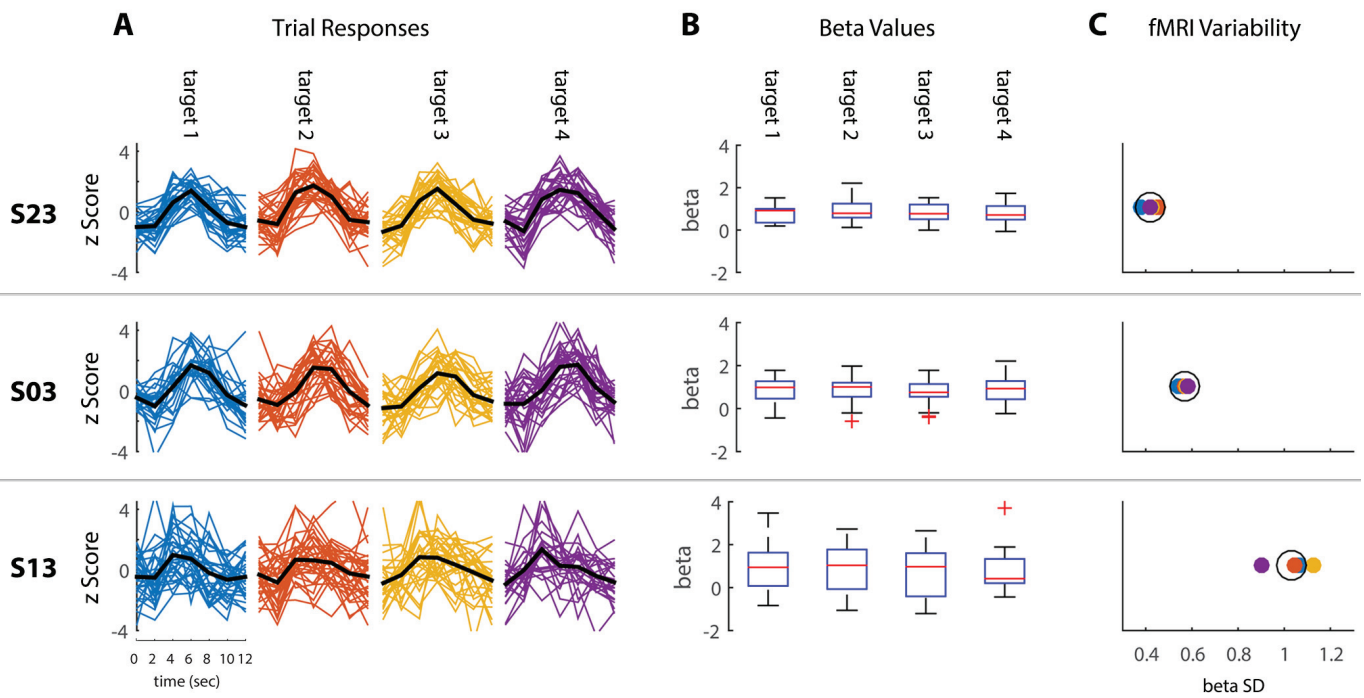 A Trial Responses B Beta Values C fMRI Variability
target 1 target 2 target 3 target 4 target 1 target 2 target 3 target 4
S23
z Score
4
0
-4
beta
4
2
0
-2
S03
z Score
4
0
-4
beta
4
2
0
-2
S13
z Score
4
0
-4
beta
4
2
0
-2
0 2 4 6 8 10 12
time (sec)
0.4 0.6 0.8 1 1.2
beta SD